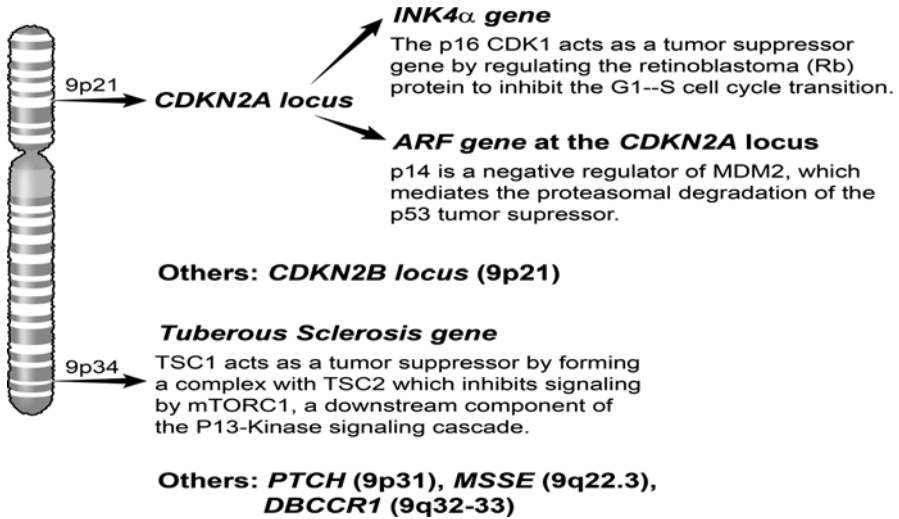 INK4α gene
The p16 CDK1 acts as a tumor suppressor
gene by regulating the retinoblastoma (Rb)
protein to inhibit the G1--S cell cycle transition.
9p21
CDKN2A locus
ARF gene at the CDKN2A locus
p14 is a negative regulator of MDM2, which
mediates the proteasomal degradation of the
p53 tumor supressor.
Others: CDKN2B locus (9p21)
Tuberous Sclerosis gene
9p34
TSC1 acts as a tumor suppressor by forming
a complex with TSC2 which inhibits signaling
by mTORC1, a downstream component of
the P13-Kinase signaling cascade.
Others: PTCH (9p31), MSSE (9q22.3),
DBCCR1 (9q32-33)